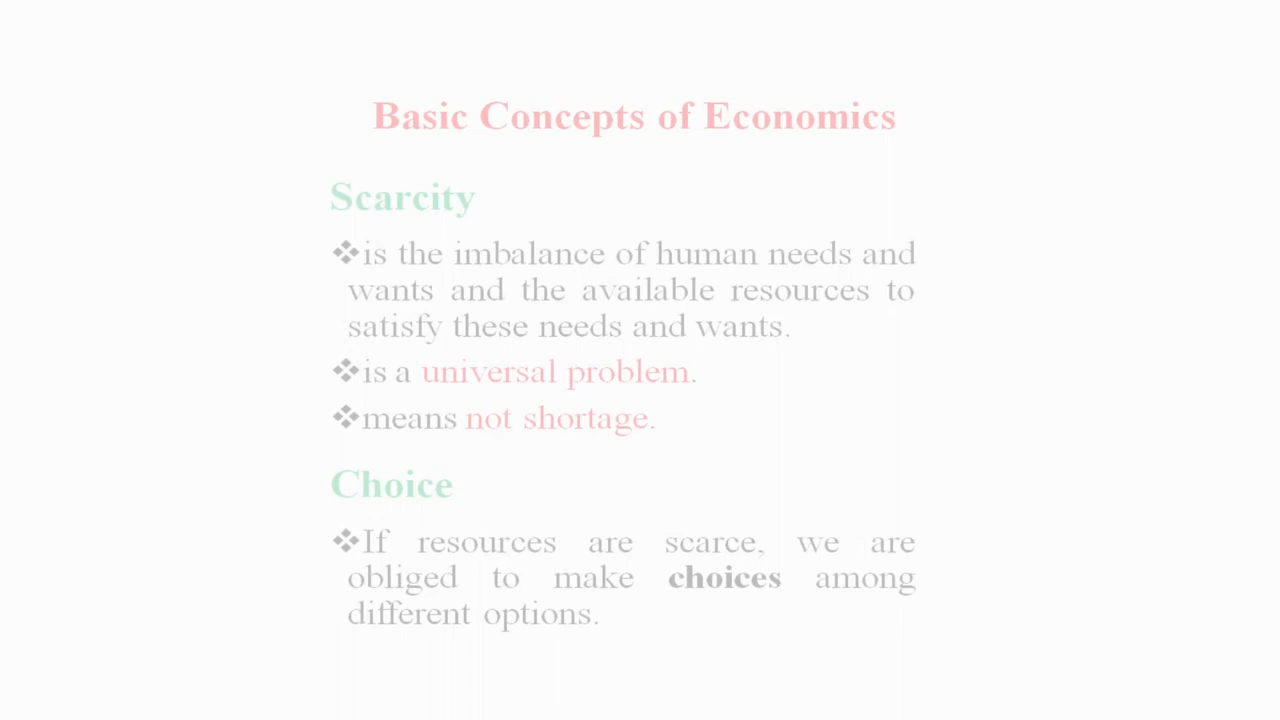 Basic Concepts of Economics
Scarcity
❖is the imbalance of human needs and
wants and the available resources to
satisfy these needs and wants.
❖is a universal problem.
❖means not shortage.
Choice
❖If resources are scarce, we are
obliged to make choices among
different options.